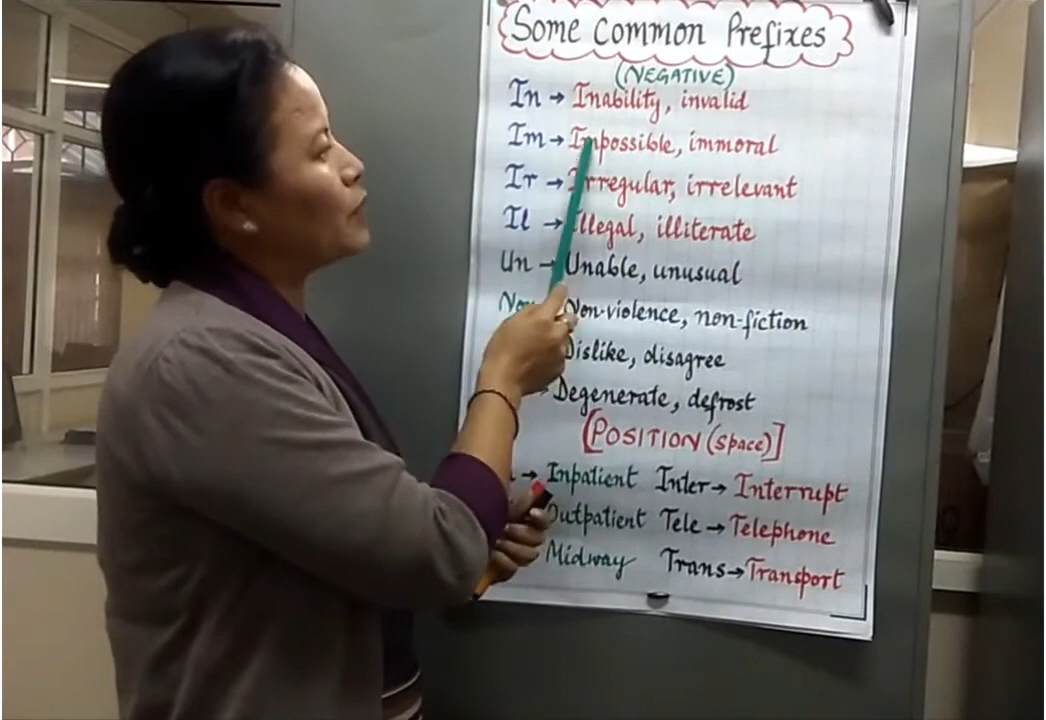 Some Common Prefixes
(NEGATIVE)
In → Inability, invalid
Im → Impossible, immoral
Ir → Irregular, irrelevant
Il → Illegal, illiterate
Un → Unable, unusual
Non-violence, non-fiction
Dislike, disagree
Degenerate, defrost
[POSITION (space)]
→ Inpatient Inter → Interrupt
Outpatient Tele → Telephone
Midway Trans → Transport